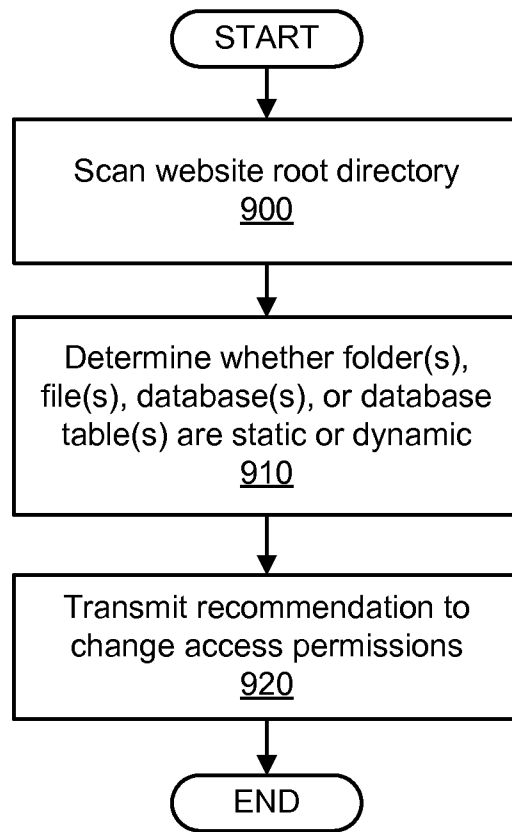 START
Scan website root directory
900
Determine whether folder(s),
file(s), database(s), or database
table(s) are static or dynamic
910
Transmit recommendation to
change access permissions
920
END